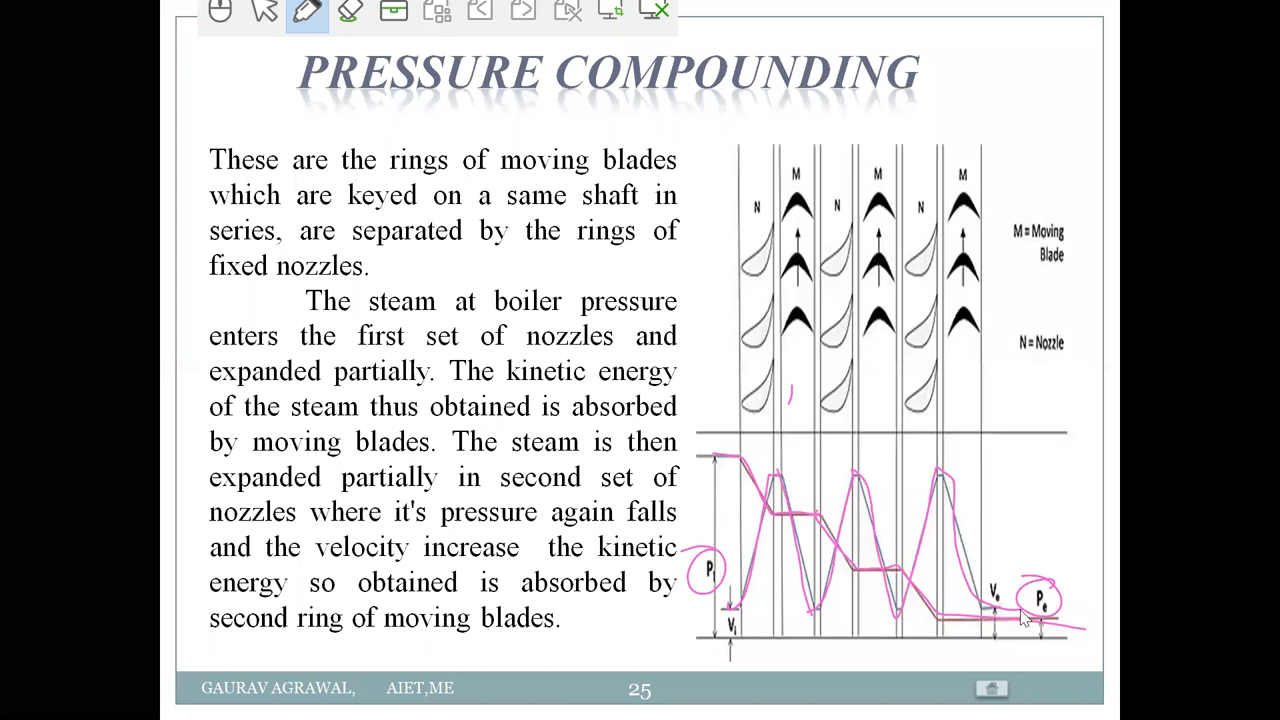 PRESSURE COMPOUNDING
These are the rings of moving blades
which are keyed on a same shaft in
series, are separated by the rings of
fixed nozzles.
The steam at boiler pressure
enters the first set of nozzles and
expanded partially. The kinetic energy
of the steam thus obtained is absorbed
by moving blades. The steam is then
expanded partially in second set of
nozzles where it's pressure again falls
and the velocity increase the kinetic
energy so obtained is absorbed by
second ring of moving blades.
M M M
N N N
M = Moving
Blade
N = Nozzle
Pi
Vi
Ve
Pe
GAURAV AGRAWAL, AIET,ME 25